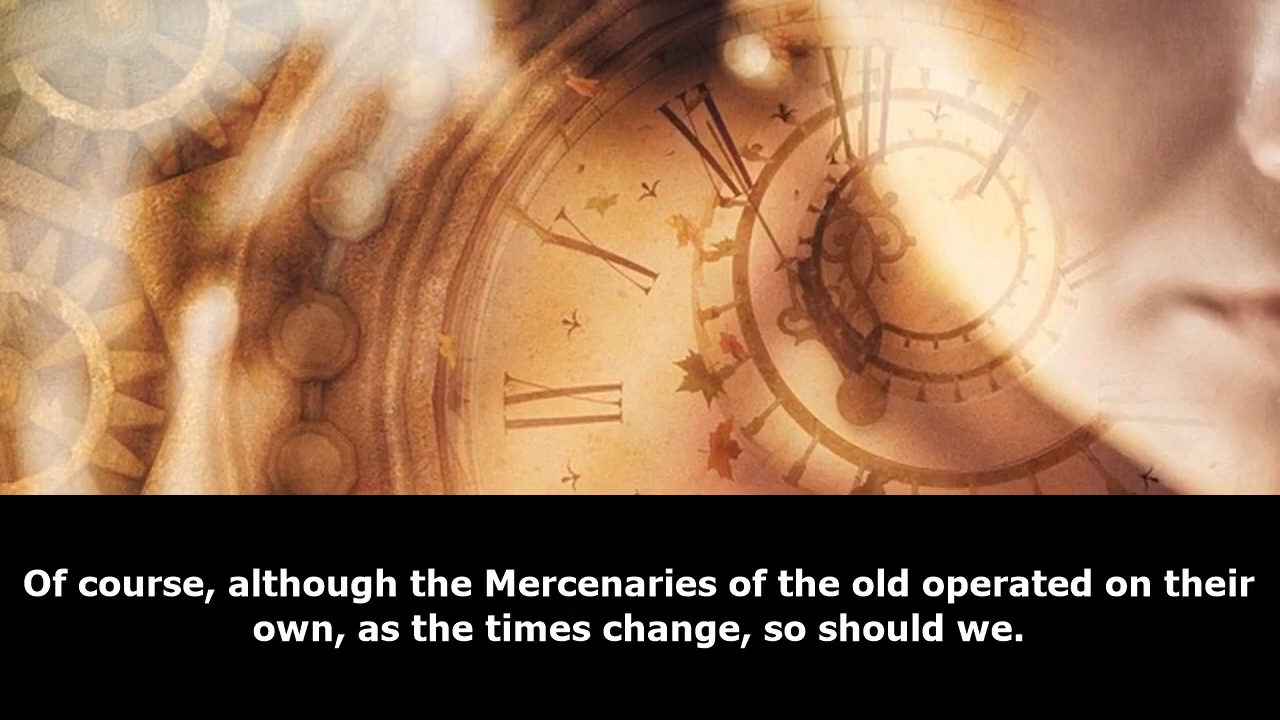 Of course, although the Mercenaries of the old operated on their
own, as the times change, so should we.